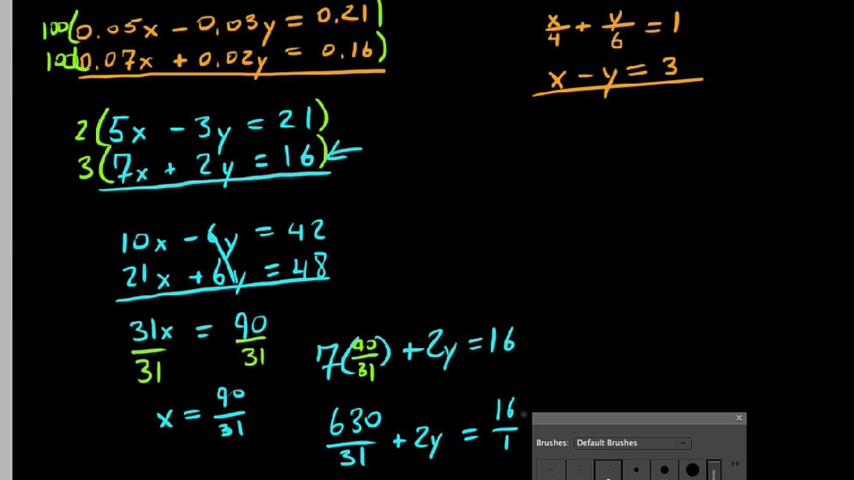 100(0.05x - 0.03y = 0.21)
100(0.07x + 0.02y = 0.16)
2(5x - 3y = 21)
3(7x + 2y = 16)
10x - 6y = 42
21x + 6y = 48
31x = 90
31 31
x = 90/31
7(90/31) + 2y = 16
630/31 + 2y = 16/1
x/4 + y/6 = 1
x - y = 3
Brushes: Default Brushes